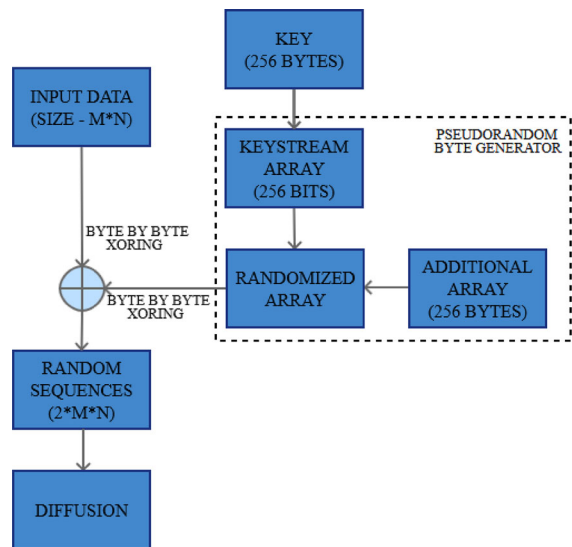 KEY
(256 BYTES)
INPUT DATA
(SIZE - M*N)
PSEUDORANDOM
BYTE GENERATOR
KEYSTREAM
ARRAY
(256 BITS)
BYTE BY BYTE
XORING
RANDOMIZED
ARRAY
ADDITIONAL
ARRAY
(256 BYTES)
BYTE BY BYTE
XORING
RANDOM
SEQUENCES
(2*M*N)
DIFFUSION